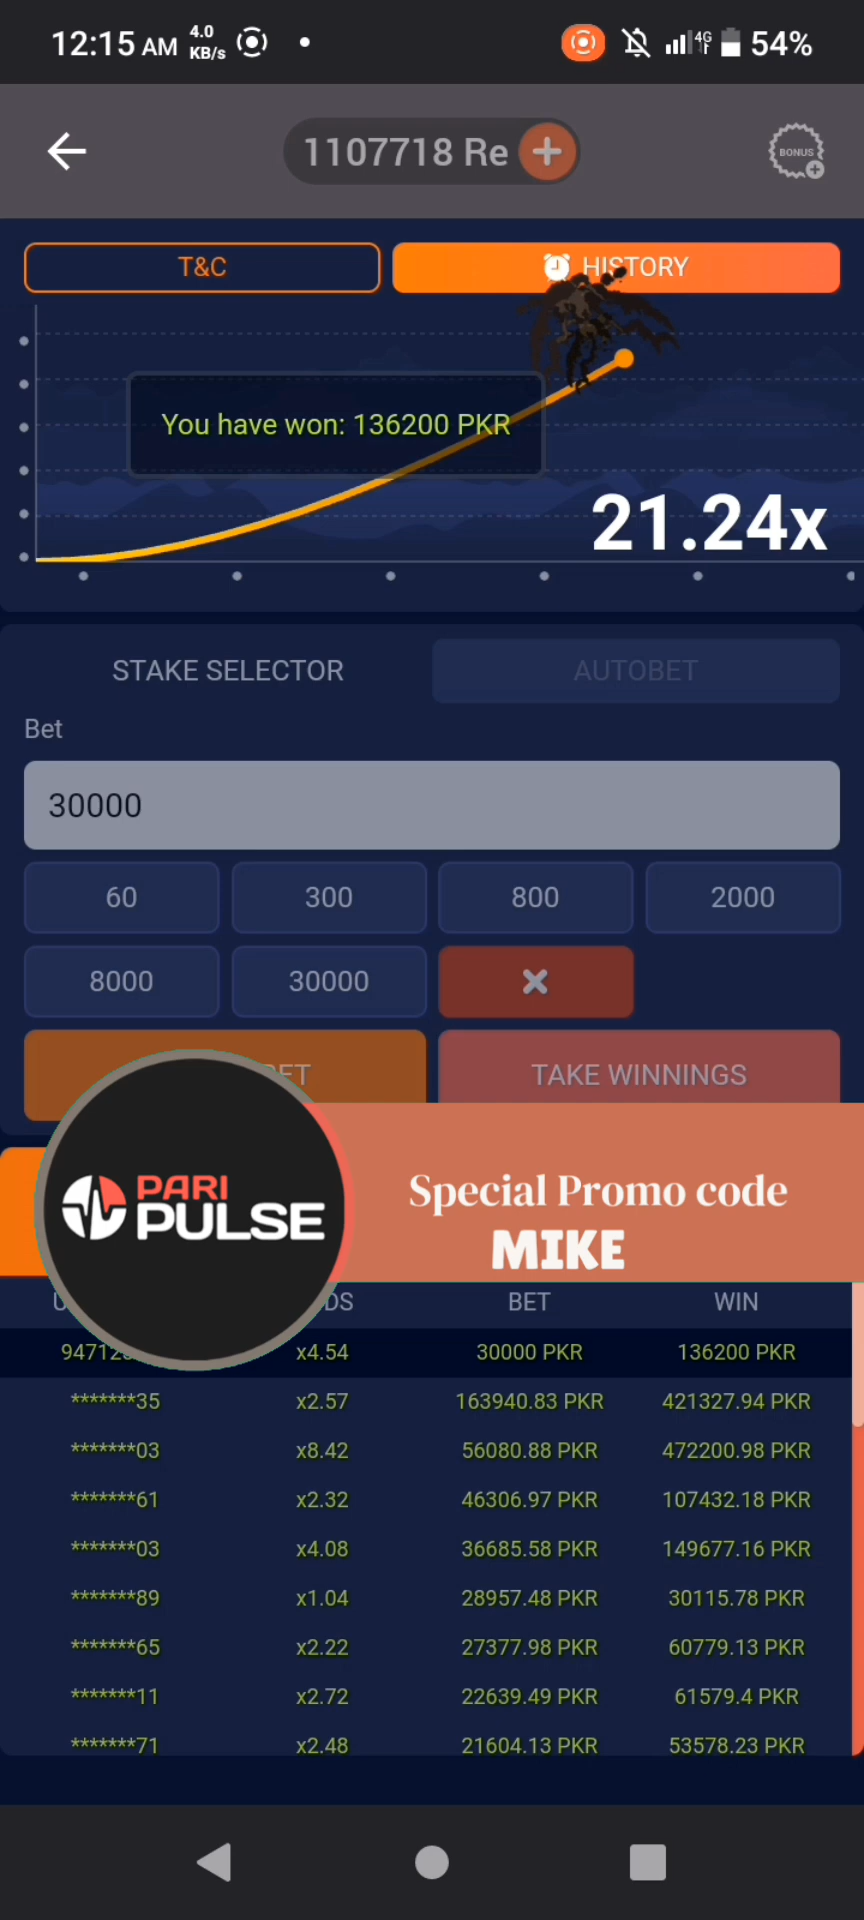 12:15 AM 4.0 KB/s 4G 54%
1107718 Re
BONUS
T&C HISTORY
You have won: 136200 PKR
21.24x
STAKE SELECTOR AUTOBET
Bet
30000
60 300 800 2000
8000 30000
TAKE WINNINGS
PARI
PULSE
Special Promo code
MIKE
BET WIN
x4.54 30000 PKR 136200 PKR
*******35 x2.57 163940.83 PKR 421327.94 PKR
*******03 x8.42 56080.88 PKR 472200.98 PKR
*******61 x2.32 46306.97 PKR 107432.18 PKR
*******03 x4.08 36685.58 PKR 149677.16 PKR
*******89 x1.04 28957.48 PKR 30115.78 PKR
*******65 x2.22 27377.98 PKR 60779.13 PKR
*******11 x2.72 22639.49 PKR 61579.4 PKR
*******71 x2.48 21604.13 PKR 53578.23 PKR